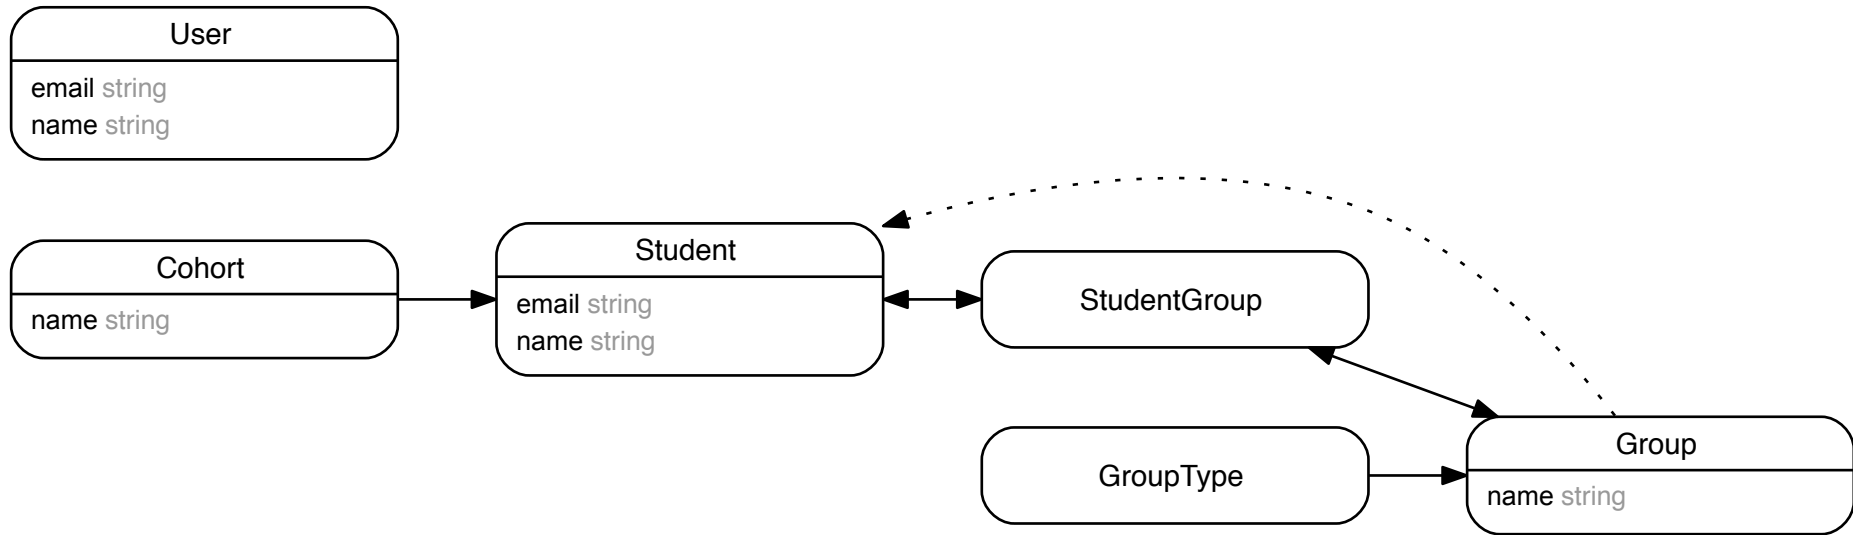 User
email string
name string
Cohort
name string
Student
email string
name string
StudentGroup
GroupType
Group
name string